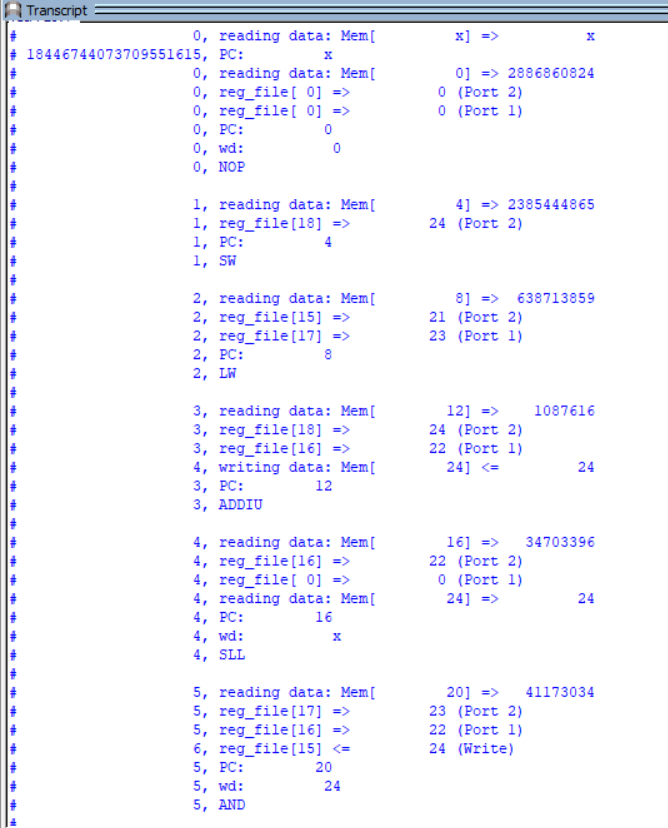 Transcript
# 0, reading data: Mem[ x] => x
# 18446744073709551615, PC: x
# 0, reading data: Mem[ 0] => 2886860824
# 0, reg_file[ 0] => 0 (Port 2)
# 0, reg_file[ 0] => 0 (Port 1)
# 0, PC: 0
# 0, wd: 0
# 0, NOP
#
# 1, reading data: Mem[ 4] => 2385444865
# 1, reg_file[18] => 24 (Port 2)
# 1, PC: 4
# 1, SW
#
# 2, reading data: Mem[ 8] => 638713859
# 2, reg_file[15] => 21 (Port 2)
# 2, reg_file[17] => 23 (Port 1)
# 2, PC: 8
# 2, LW
#
# 3, reading data: Mem[ 12] => 1087616
# 3, reg_file[18] => 24 (Port 2)
# 3, reg_file[16] => 22 (Port 1)
# 4, writing data: Mem[ 24] <= 24
# 3, PC: 12
# 3, ADDIU
#
# 4, reading data: Mem[ 16] => 34703396
# 4, reg_file[16] => 22 (Port 2)
# 4, reg_file[ 0] => 0 (Port 1)
# 4, reading data: Mem[ 24] => 24
# 4, PC: 16
# 4, wd: x
# 4, SLL
#
# 5, reading data: Mem[ 20] => 41173034
# 5, reg_file[17] => 23 (Port 2)
# 5, reg_file[16] => 22 (Port 1)
# 6, reg_file[15] <= 24 (Write)
# 5, PC: 20
# 5, wd: 24
# 5, AND
#